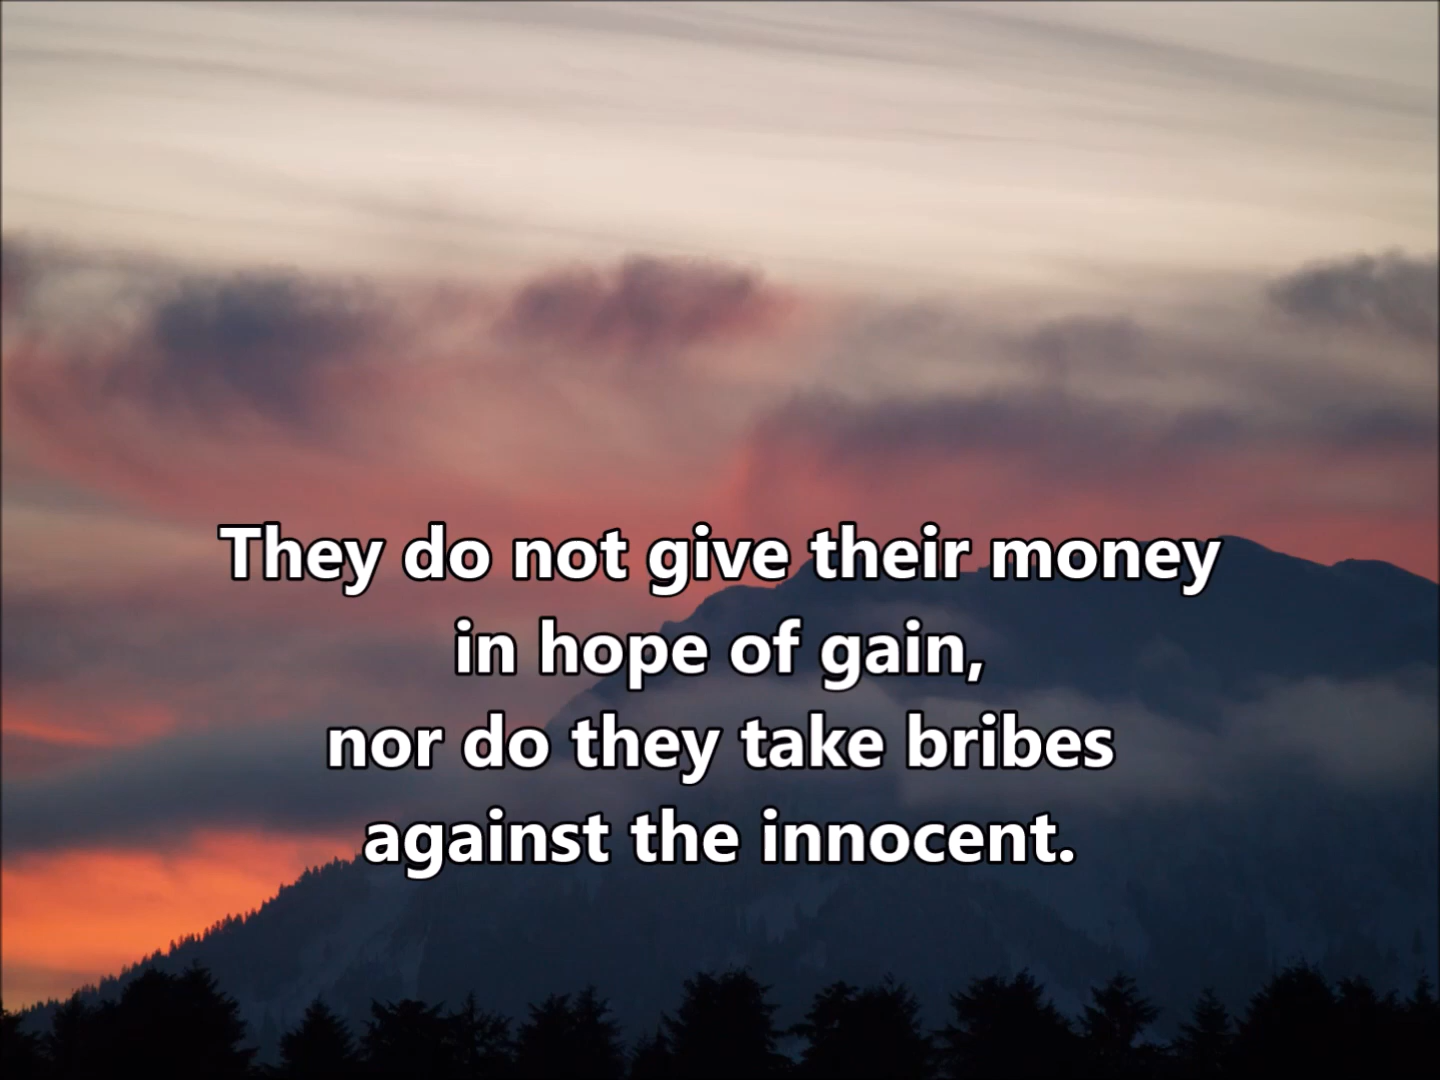 They do not give their money
in hope of gain,
nor do they take bribes
against the innocent.